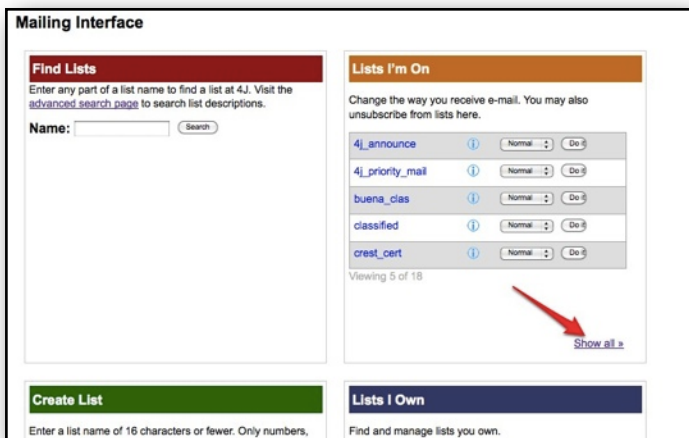 Mailing Interface
Find Lists
Enter any part of a list name to find a list at 4J. Visit the
advanced search page to search list descriptions.
Name: Search
Lists I'm On
Change the way you receive e-mail. You may also
unsubscribe from lists here.
4j_announce Normal Do it
4j_priority_mail Normal Do it
buena_clas Normal Do it
classified Normal Do it
crest_cert Normal Do it
Viewing 5 of 18
Show all »
Create List
Enter a list name of 16 characters or fewer. Only numbers,
Lists I Own
Find and manage lists you own.